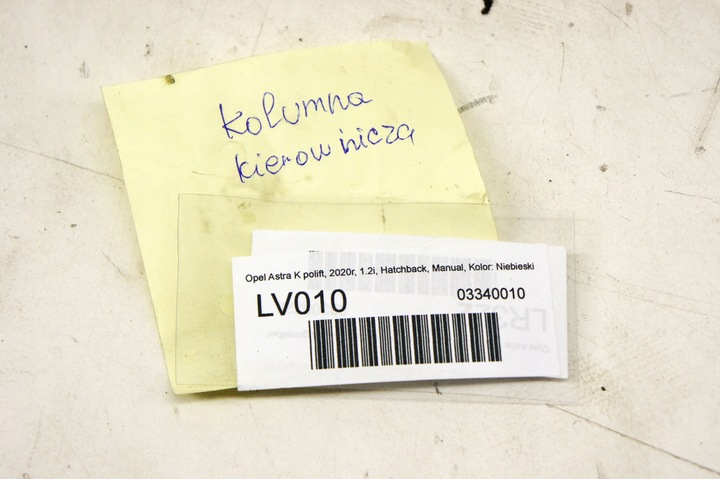 Kolumna
kierownicza
Opel Astra K polift, 2020r, 1.2i, Hatchback, Manual, Kolor: Niebieski
LV010
03340010